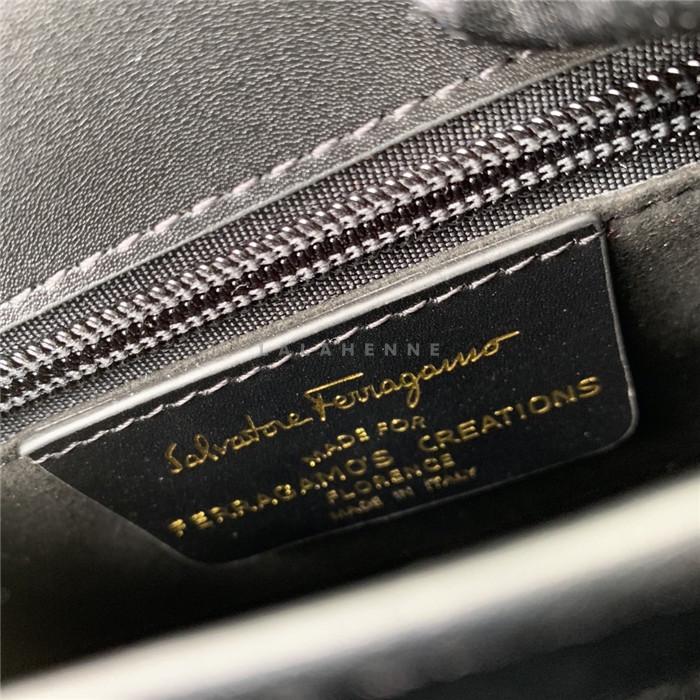 LALAHENNE
Salvatore Ferragamo
MADE FOR
FERRAGAMO'S CREATIONS
FLORENCE
MADE IN ITALY